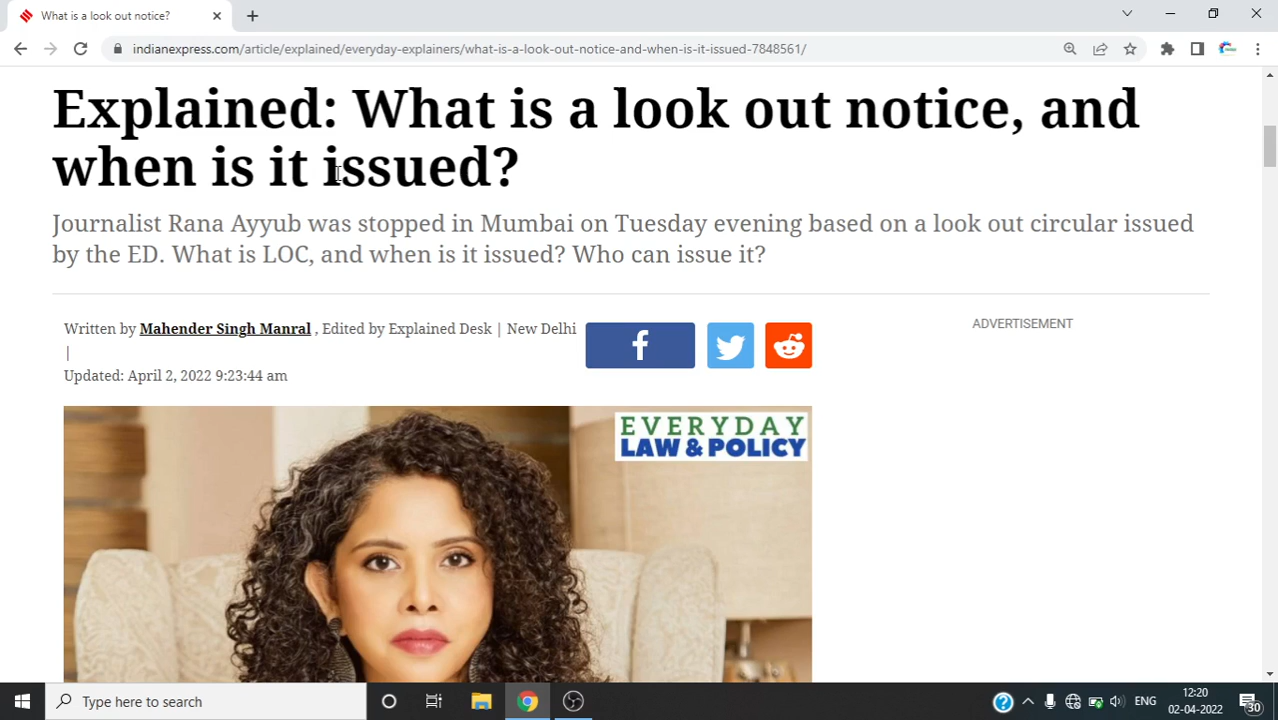 What is a look out notice?
indianexpress.com/article/explained/everyday-explainers/what-is-a-look-out-notice-and-when-is-it-issued-7848561/
Explained: What is a look out notice, and
when is it issued?
Journalist Rana Ayyub was stopped in Mumbai on Tuesday evening based on a look out circular issued
by the ED. What is LOC, and when is it issued? Who can issue it?
Written by Mahender Singh Manral , Edited by Explained Desk | New Delhi
|
Updated: April 2, 2022 9:23:44 am
ADVERTISEMENT
EVERYDAY
LAW & POLICY
Type here to search
ENG
12:20
02-04-2022
30